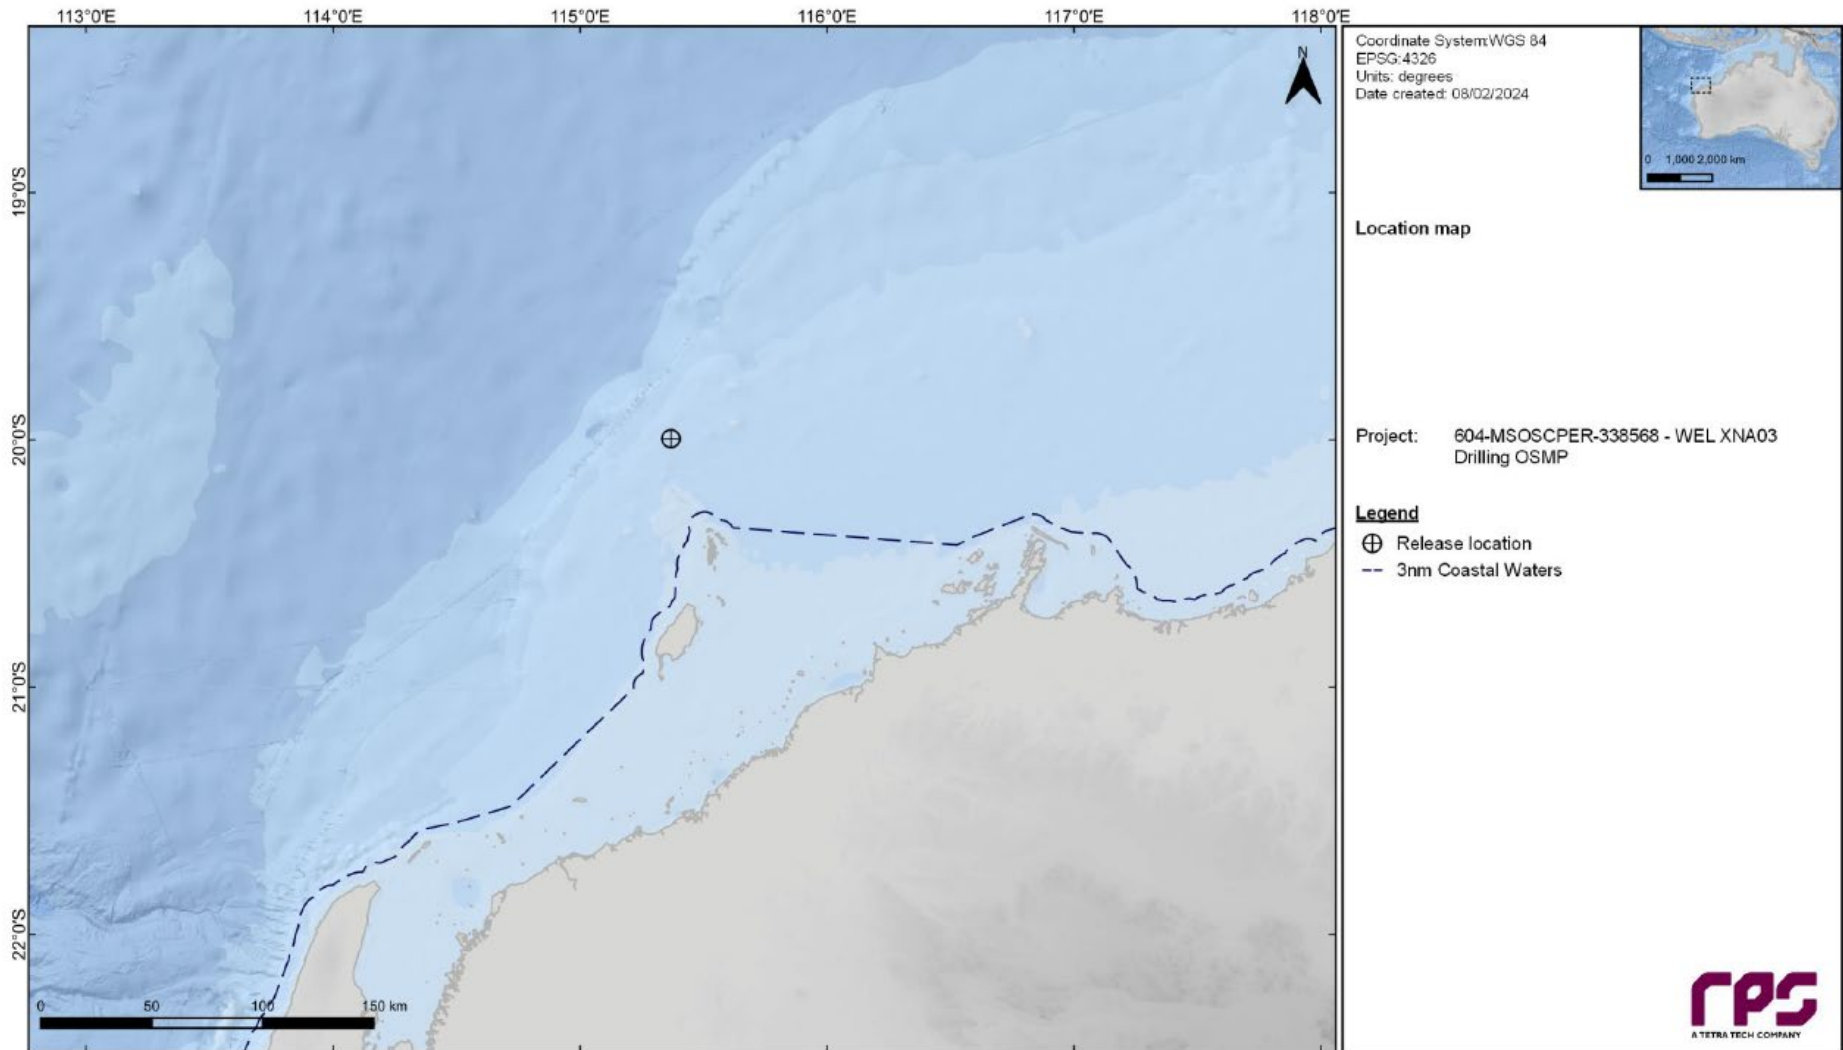 113°0'E 114°0'E 115°0'E 116°0'E 117°0'E 118°0'E
19°0'S
20°0'S
21°0'S
22°0'S
N
0 50 100 150 km
Coordinate System:WGS 84
EPSG:4326
Units: degrees
Date created: 08/02/2024
0 1,000 2,000 km
Location map
Project: 604-MSOSCPER-338568 - WEL XNA03
Drilling OSMP
Legend
Release location
3nm Coastal Waters
rps
A TETRA TECH COMPANY